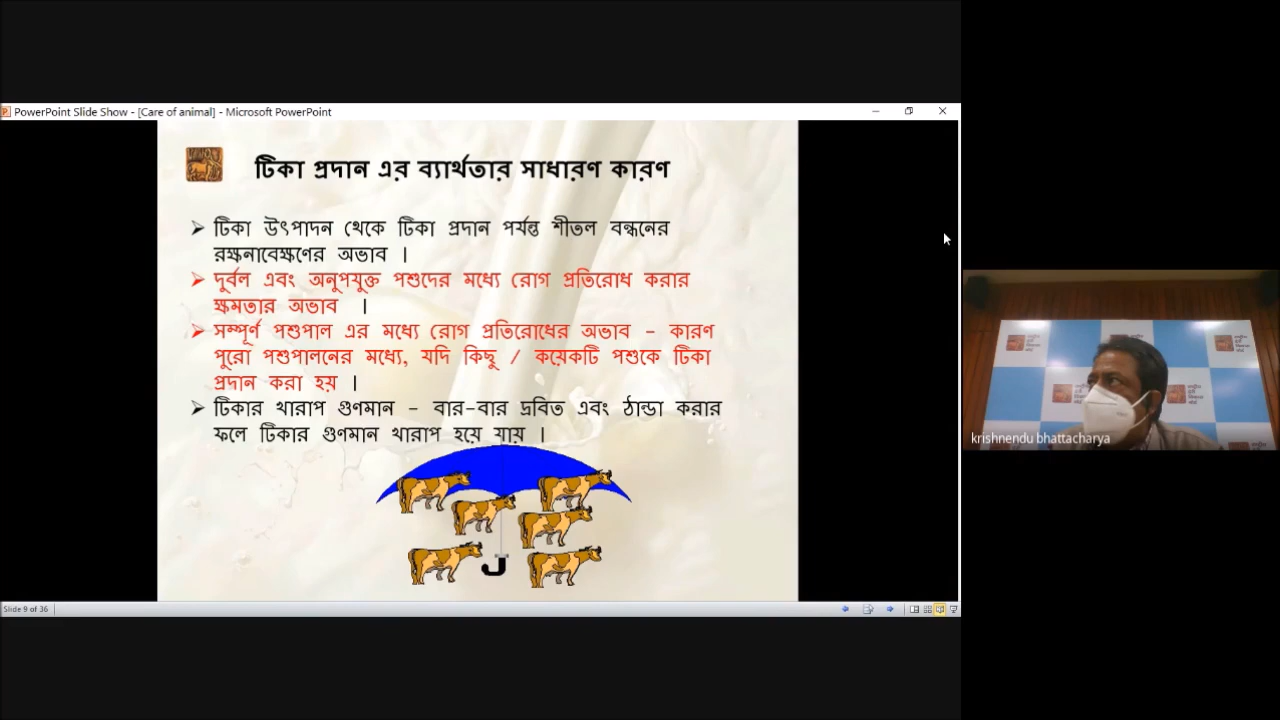 PowerPoint Slide Show - [Care of animal] - Microsoft PowerPoint
টিকা প্রদান এর ব্যার্থতার সাধারণ কারণ
➢ টিকা উৎপাদন থেকে টিকা প্রদান পর্যন্ত শীতল বন্ধনের
রক্ষনাবেক্ষণের অভাব ।
➢ দুর্বল এবং অনুপযুক্ত পশুদের মধ্যে রোগ প্রতিরোধ করার
ক্ষমতার অভাব ।
➢ সম্পূর্ণ পশুপাল এর মধ্যে রোগ প্রতিরোধের অভাব - কারণ
পুরো পশুপালনের মধ্যে, যদি কিছু / কয়েকটি পশুকে টিকা
প্রদান করা হয় ।
➢ টিকার খারাপ গুণমান - বার-বার দ্রবিত এবং ঠান্ডা করার
ফলে টিকার গুণমান খারাপ হয়ে যায় ।
Slide 9 of 36
krishnendu bhattacharya